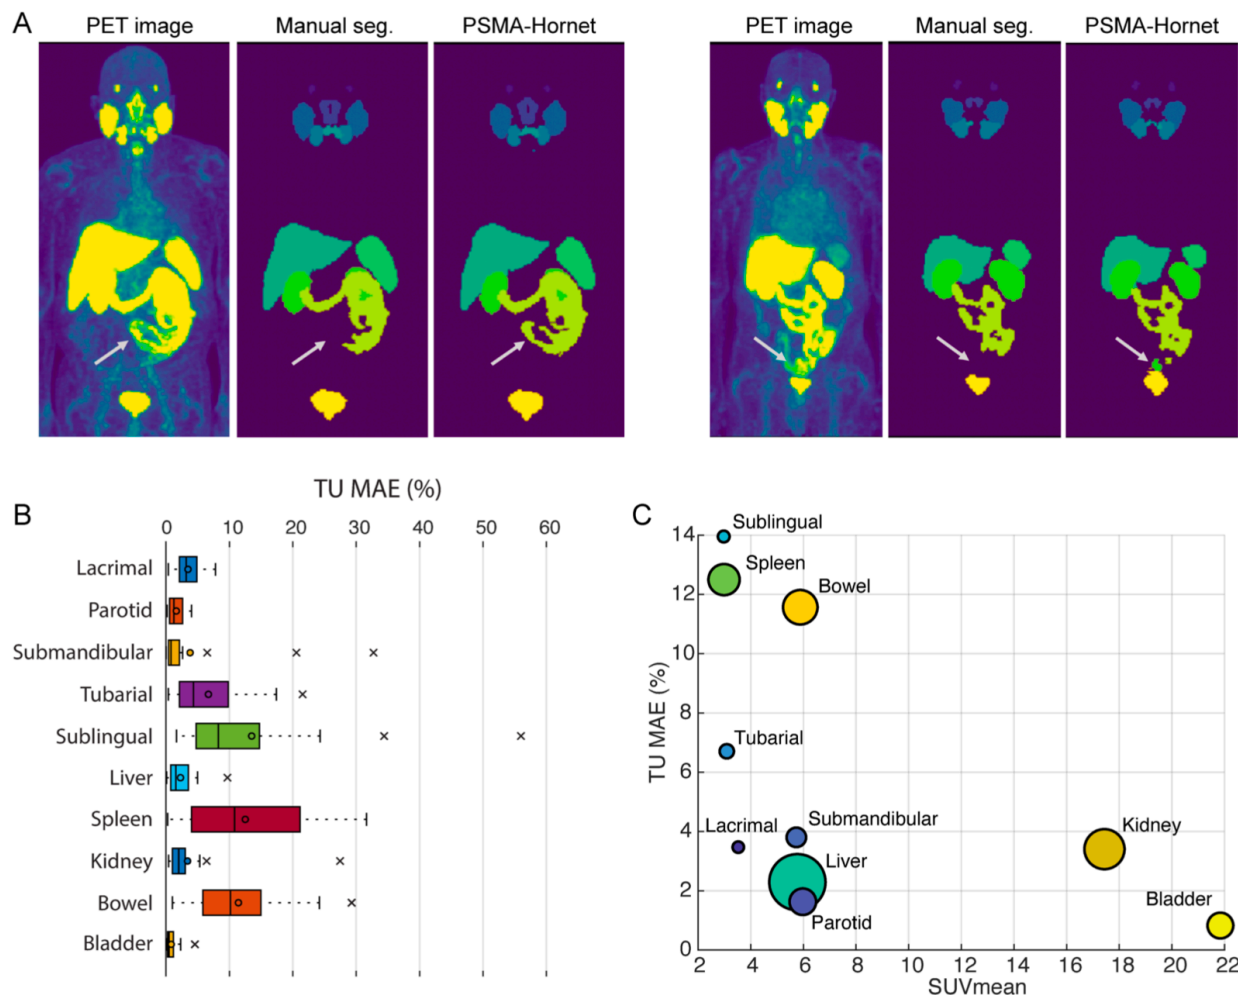 A
PET image
Manual seg.
PSMA-Hornet
PET image
Manual seg.
PSMA-Hornet
B
TU MAE (%)
0 10 20 30 40 50 60
Lacrimal
Parotid
Submandibular
Tubarial
Sublingual
Liver
Spleen
Kidney
Bowel
Bladder
C
TU MAE (%)
14
12
10
8
6
4
2
0
Sublingual
Spleen
Bowel
Tubarial
Lacrimal
Submandibular
Liver
Parotid
Kidney
Bladder
2 4 6 8 10 12 14 16 18 20 22
SUVmean